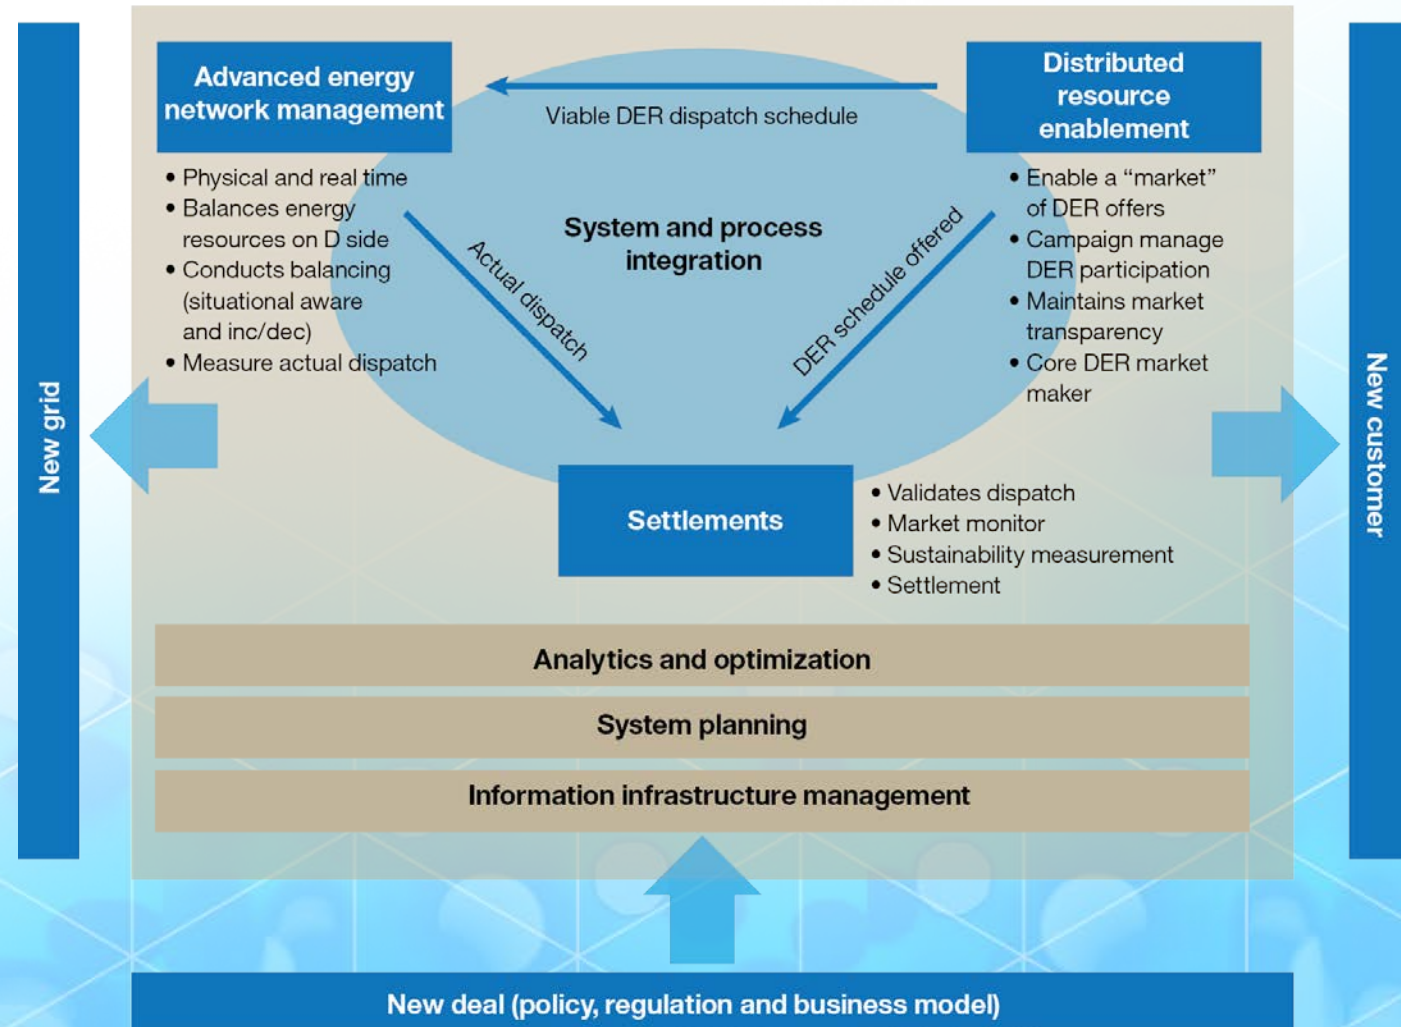 Advanced energy
network management
Viable DER dispatch schedule
Distributed
resource
enablement
• Physical and real time
• Balances energy
resources on D side
• Conducts balancing
(situational aware
and inc/dec)
• Measure actual dispatch
Actual dispatch
System and process
integration
DER schedule offered
• Enable a “market”
of DER offers
• Campaign manage
DER participation
• Maintains market
transparency
• Core DER market
maker
New grid
New customer
Settlements
• Validates dispatch
• Market monitor
• Sustainability measurement
• Settlement
Analytics and optimization
System planning
Information infrastructure management
New deal (policy, regulation and business model)